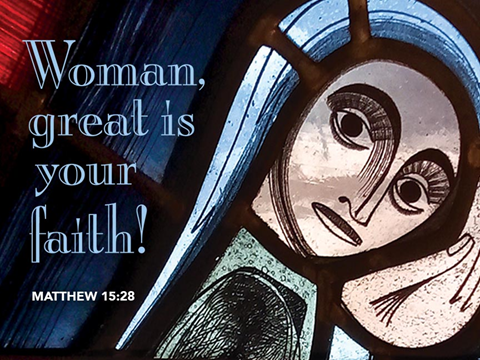 Woman,
great is
your
faith!
MATTHEW 15:28